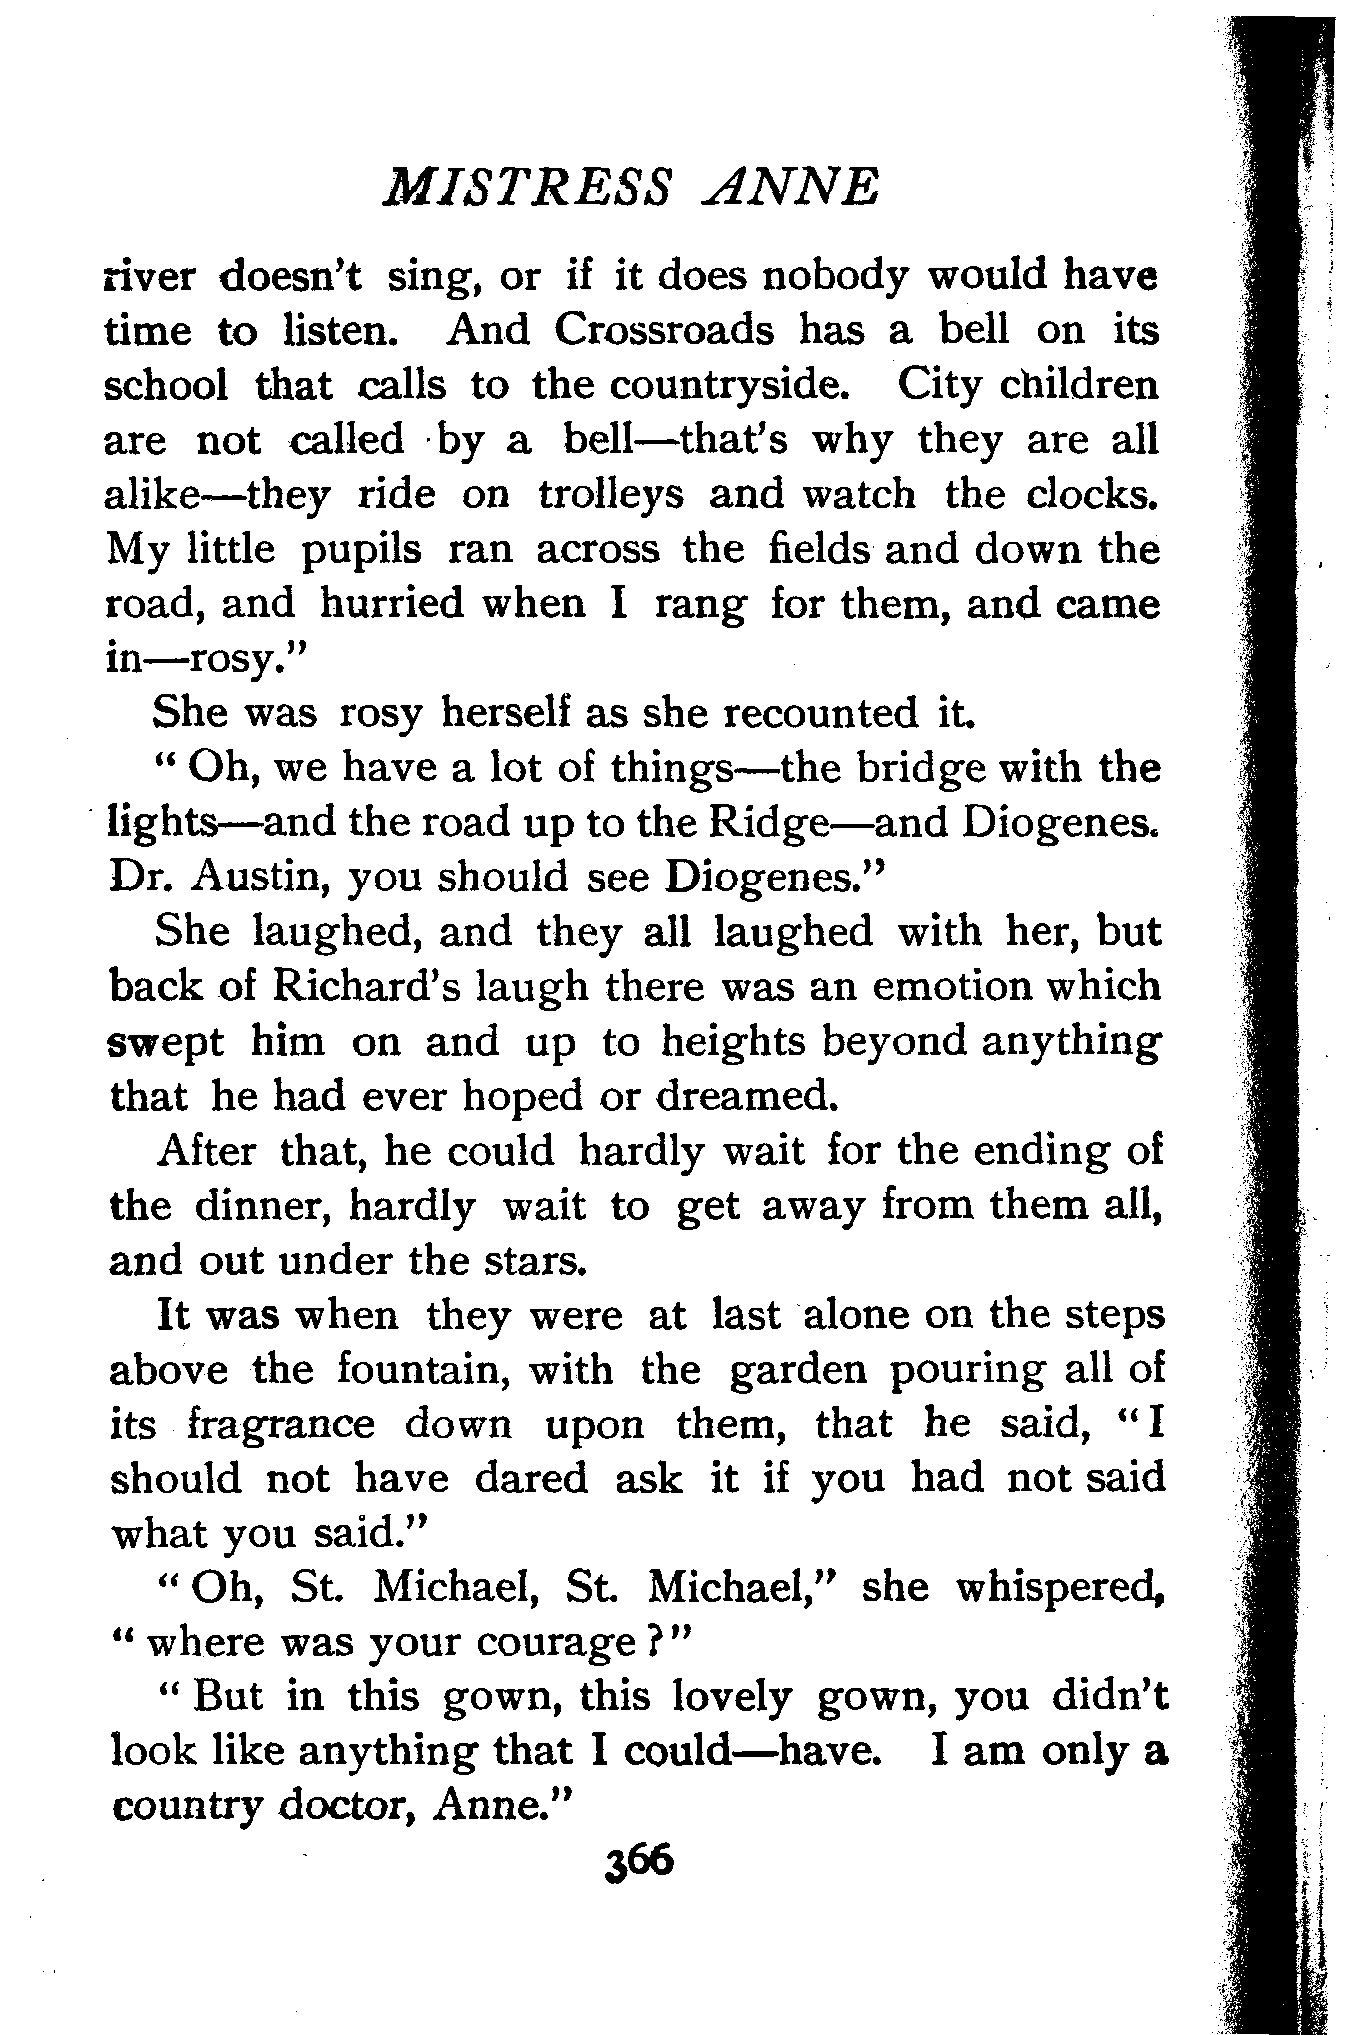 MISTRESS ANNE
river doesn't sing, or if it does nobody would have
time to listen. And Crossroads has a bell on its
school that calls to the countryside. City children
are not called by a bell—that's why they are all
alike—they ride on trolleys and watch the clocks.
My little pupils ran across the fields and down the
road, and hurried when I rang for them, and came
in—rosy."
She was rosy herself as she recounted it.
" Oh, we have a lot of things—the bridge with the
lights—and the road up to the Ridge—and Diogenes.
Dr. Austin, you should see Diogenes."
She laughed, and they all laughed with her, but
back of Richard's laugh there was an emotion which
swept him on and up to heights beyond anything
that he had ever hoped or dreamed.
After that, he could hardly wait for the ending of
the dinner, hardly wait to get away from them all,
and out under the stars.
It was when they were at last alone on the steps
above the fountain, with the garden pouring all of
its fragrance down upon them, that he said, " I
should not have dared ask it if you had not said
what you said."
" Oh, St. Michael, St. Michael," she whispered,
" where was your courage ?"
" But in this gown, this lovely gown, you didn't
look like anything that I could—have. I am only a
country doctor, Anne."
366